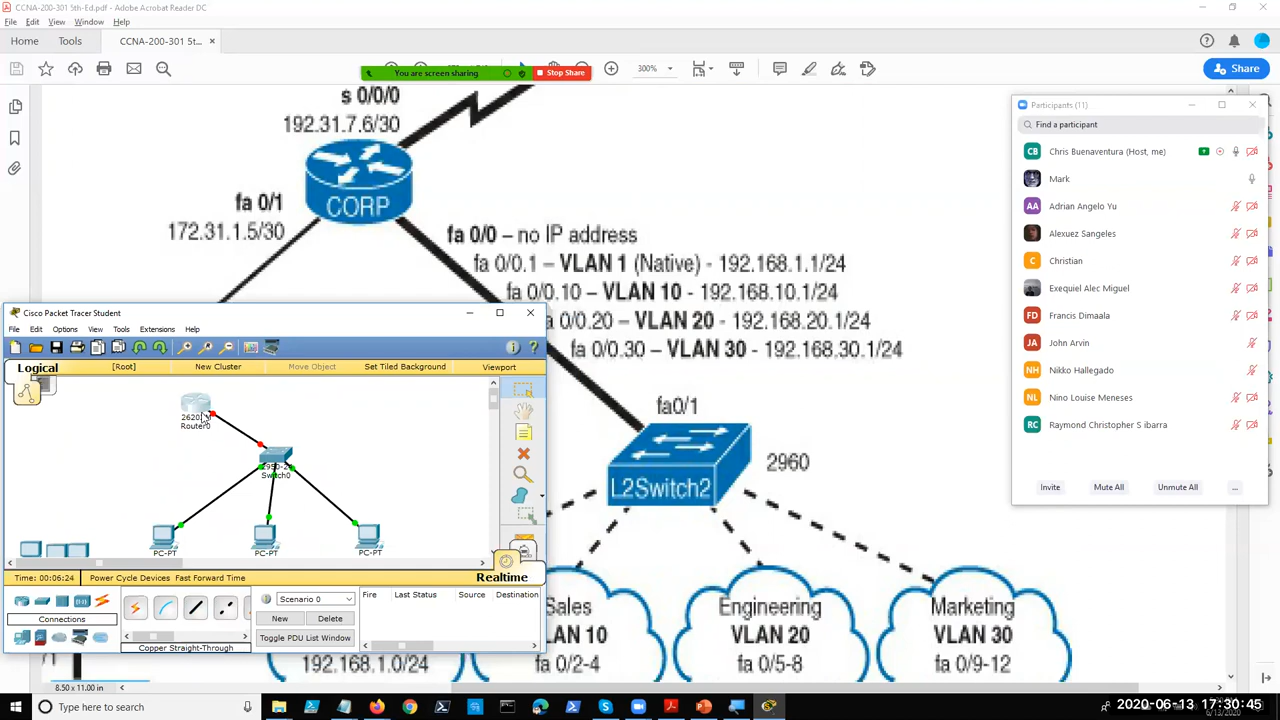 CCNA-200-301 5th-Ed.pdf - Adobe Acrobat Reader DC
File Edit View Window Help
Home Tools CCNA-200-301 5t... ×
You are screen sharing Stop Share
300%
Share
s 0/0/0
192.31.7.6/30
CORP
fa 0/1
172.31.1.5/30
fa 0/0 – no IP address
fa 0/0.1 – VLAN 1 (Native) - 192.168.1.1/24
fa 0/0.10 – VLAN 10 - 192.168.10.1/24
a 0/0.20 – VLAN 20 - 192.168.20.1/24
fa 0/0.30 – VLAN 30 - 192.168.30.1/24
fa0/1
L2Switch2
2960
Sales
AN 10
fa 0/2-4
Engineering
VLAN 20
fa 0/5-8
Marketing
VLAN 30
fa 0/9-12
192.168.1.0/24
8.50 x 11.00 in
Participants (11)
Find a participant
CB Chris Buenaventura (Host, me)
Mark
AA Adrian Angelo Yu
Alexuez Sangeles
C Christian
Exequiel Alec Miguel
FD Francis Dimaala
JA John Arvin
NH Nikko Hallegado
NL Nino Louise Meneses
RC Raymond Christopher S ibarra
Invite Mute All Unmute All ...
Cisco Packet Tracer Student
File Edit Options View Tools Extensions Help
Logical [Root] New Cluster Move Object Set Tiled Background Viewport
Router0
2950-24
Switch0
PC-PT PC-PT PC-PT
Realtime
Time: 00:06:24 Power Cycle Devices Fast Forward Time
Connections
Copper Straight-Through
Scenario 0
New Delete
Toggle PDU List Window
Fire Last Status Source Destination
Type here to search
2020-06-13 17:30:45